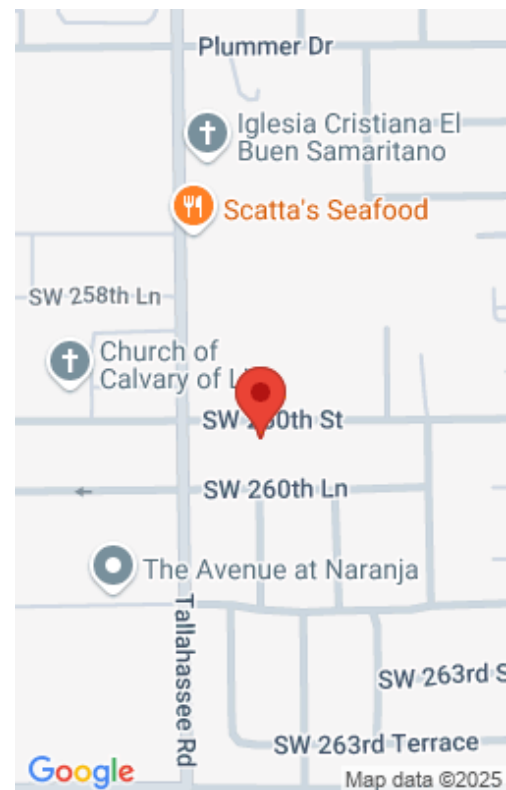 Plummer Dr
Iglesia Cristiana El
Buen Samaritano
Scatta's Seafood
SW 258th Ln
Church of
Calvary of
SW 260th St
SW 260th Ln
The Avenue at Naranja
Tallahassee Rd
SW 263rd S
SW 263rd Terrace
Google
Map data ©2025